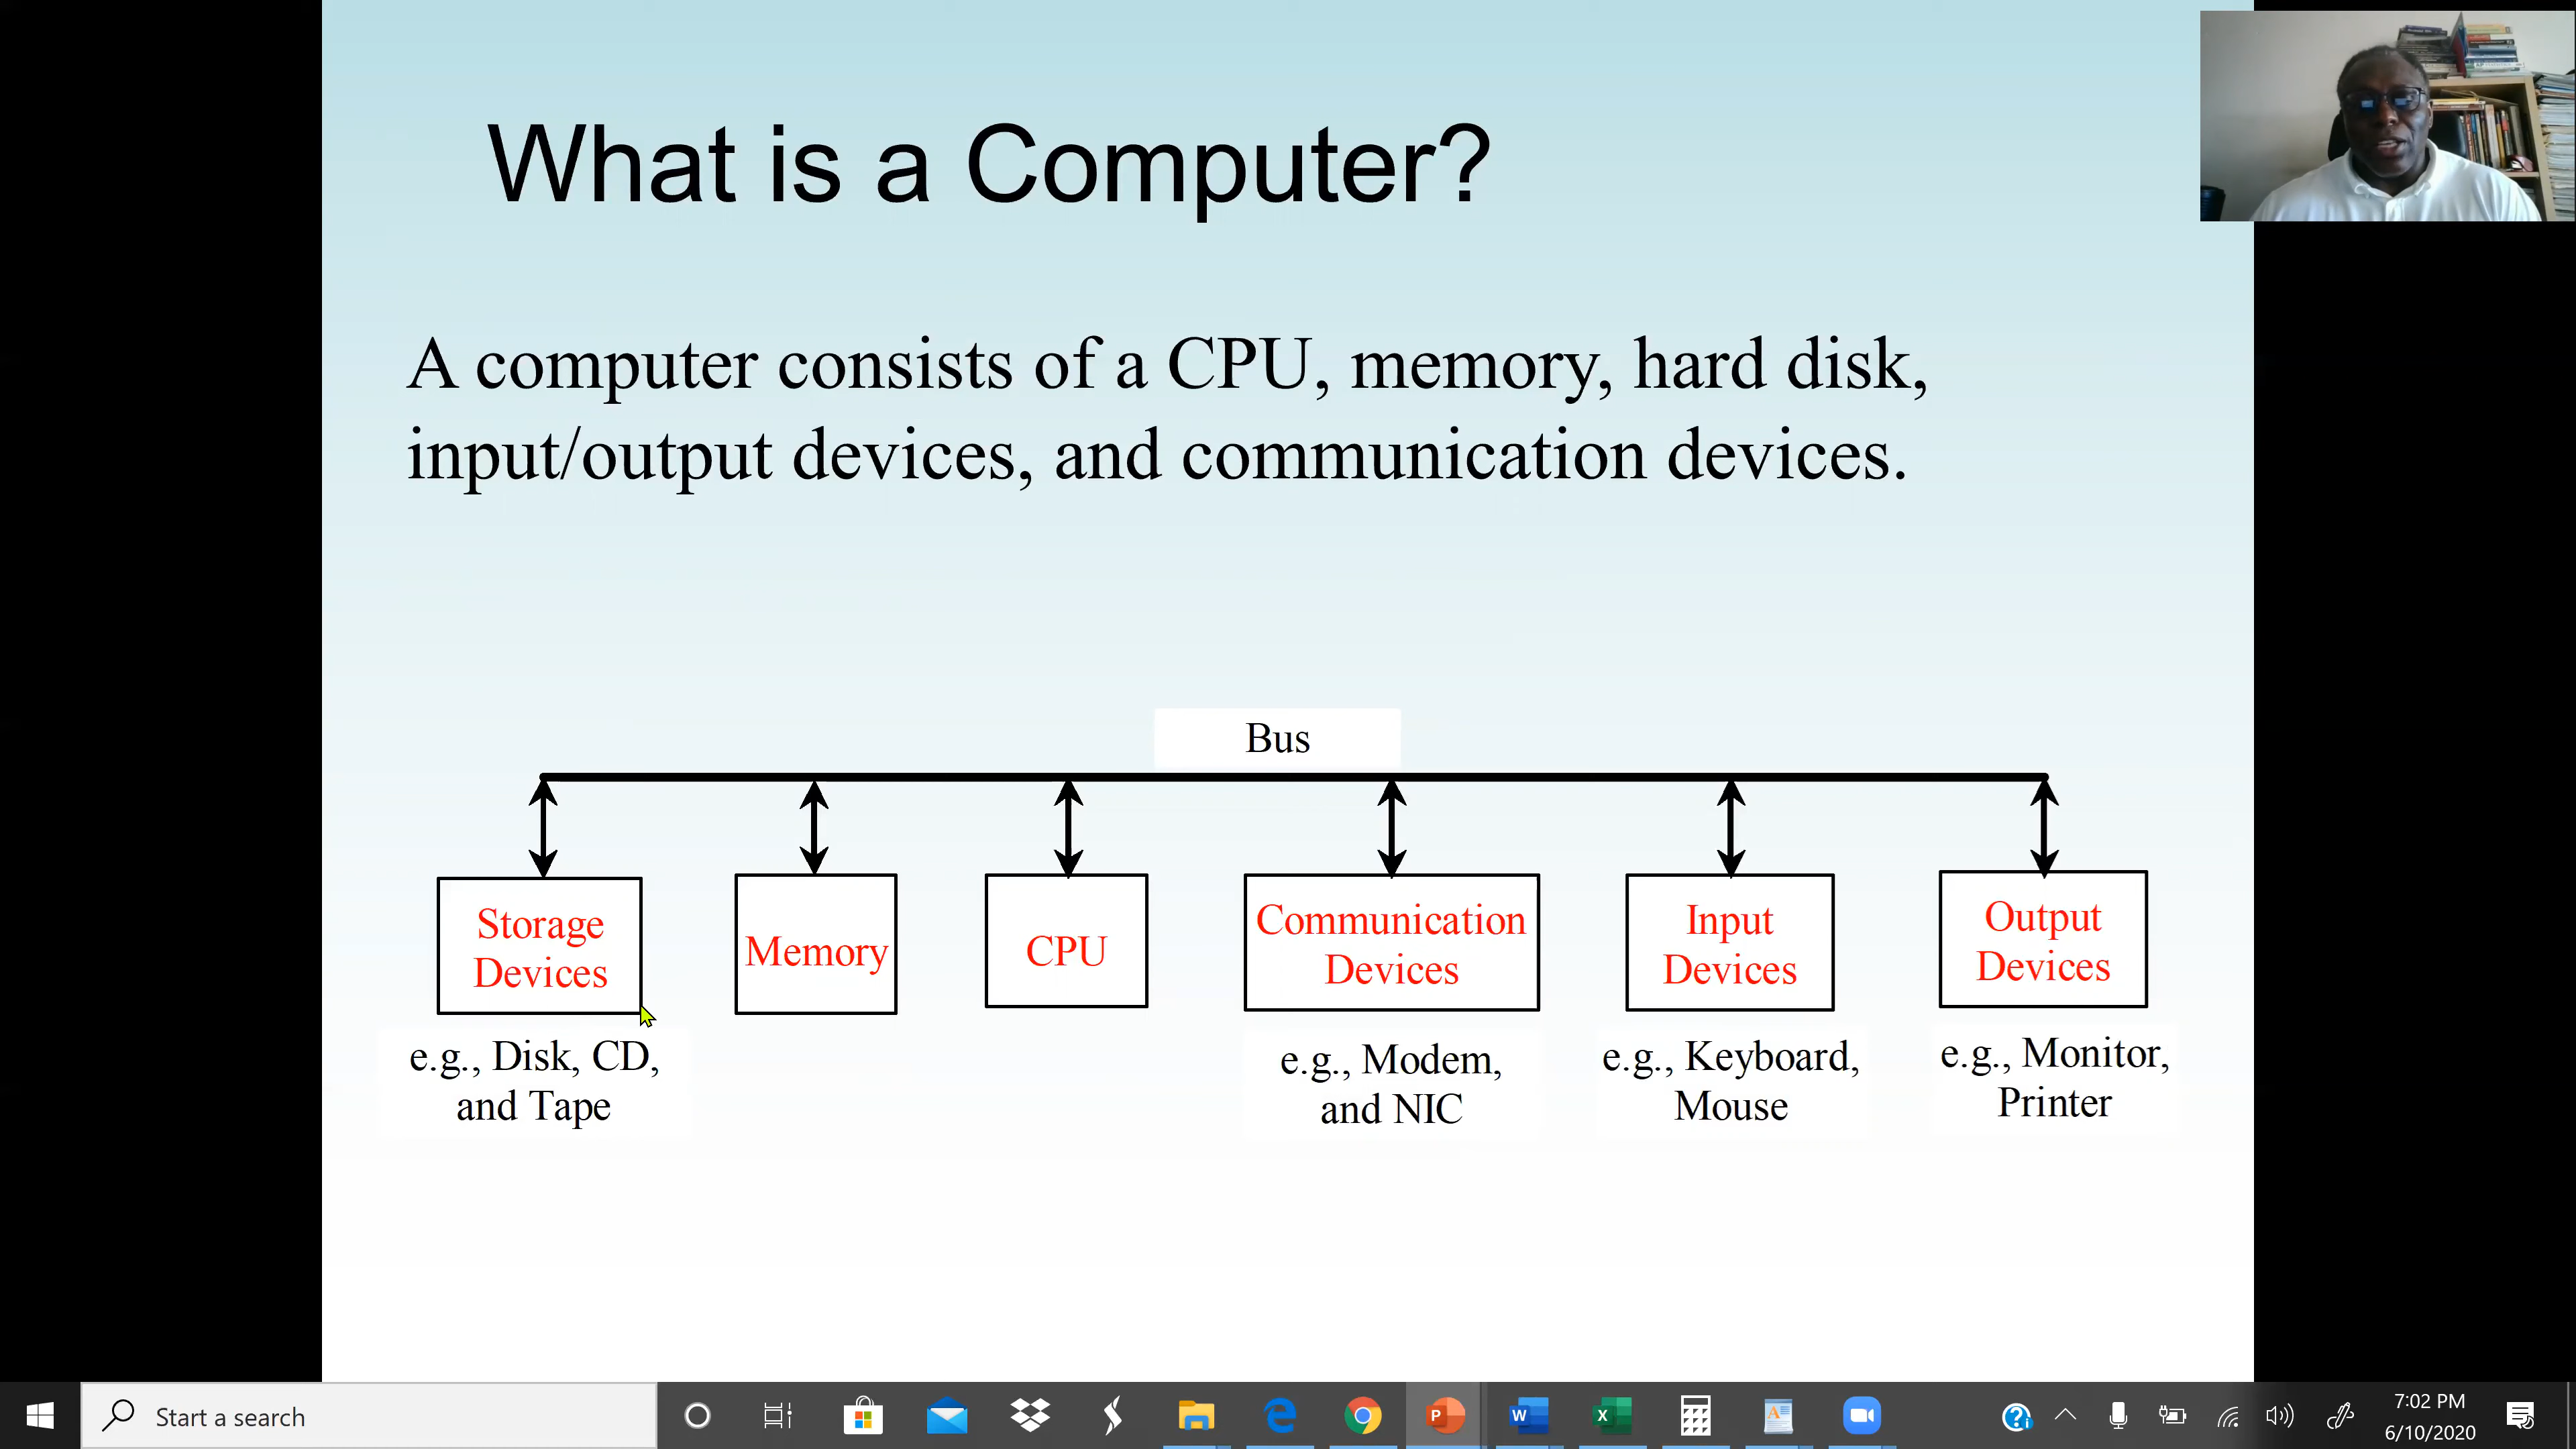 What is a Computer?
A computer consists of a CPU, memory, hard disk,
input/output devices, and communication devices.
Bus
Storage
Devices
Memory
CPU
Communication
Devices
Input
Devices
Output
Devices
e.g., Disk, CD,
and Tape
e.g., Modem,
and NIC
e.g., Keyboard,
Mouse
e.g., Monitor,
Printer
Start a search
7:02 PM
6/10/2020